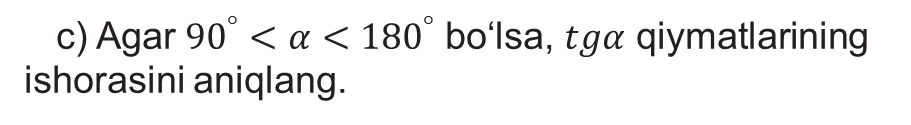 c) Agar 90° < α < 180° bo‘lsa, tgα qiymatlarining
ishorasini aniqlang.